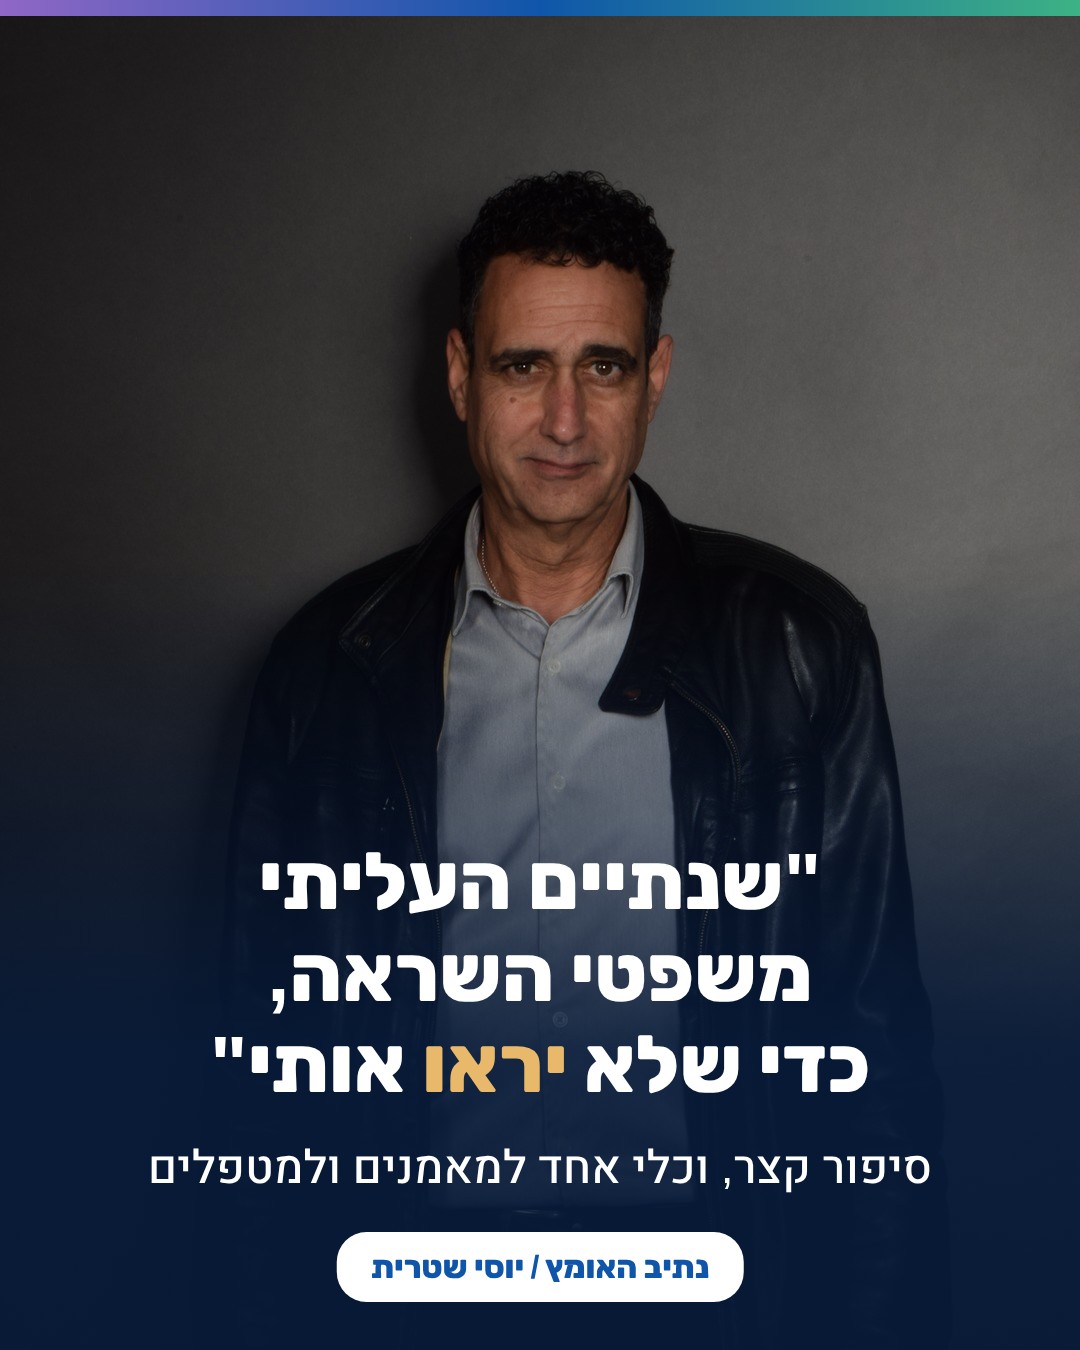 "שנתיים העליתי
משפטי השראה,
כדי שלא יראו אותי"
סיפור קצר, וכלי אחד למאמנים ולמטפלים
נתיב האומץ / יוסי שטרית